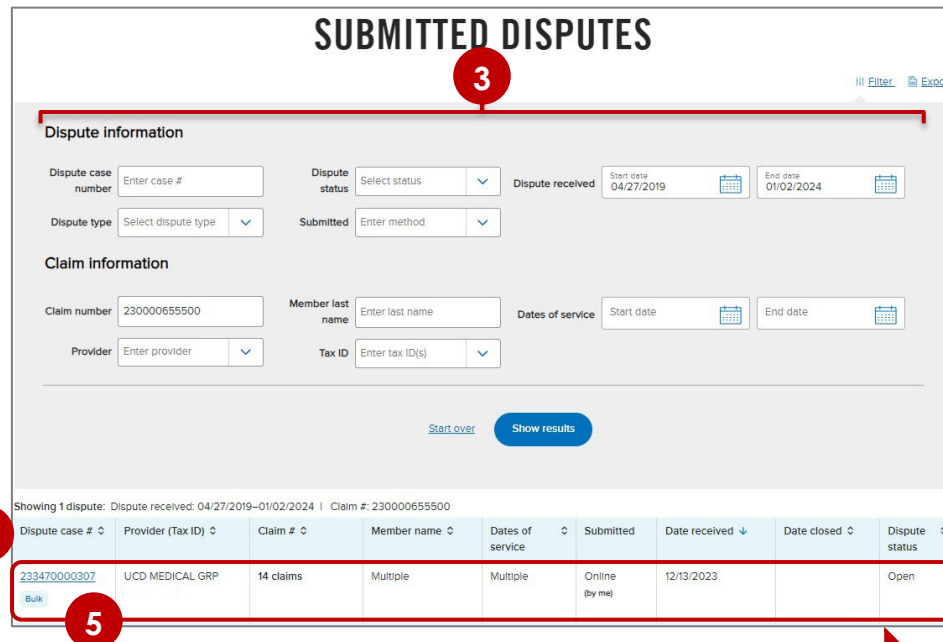 SUBMITTED DISPUTES
3
Filter Expo
Dispute information
Dispute case number Enter case # Dispute status Select status Dispute received Start date 04/27/2019 End date 01/02/2024
Dispute type Select dispute type Submitted Enter method
Claim information
Claim number 230000655500 Member last name Enter last name Dates of service Start date End date
Provider Enter provider Tax ID Enter tax ID(s)
Start over Show results
Showing 1 dispute: Dispute received: 04/27/2019–01/02/2024 | Claim #: 230000655500
Dispute case # Provider (Tax ID) Claim # Member name Dates of service Submitted Date received Date closed Dispute status
233470000307 UCD MEDICAL GRP 14 claims Multiple Multiple Online 12/13/2023 Open
Bulk (by me)
5